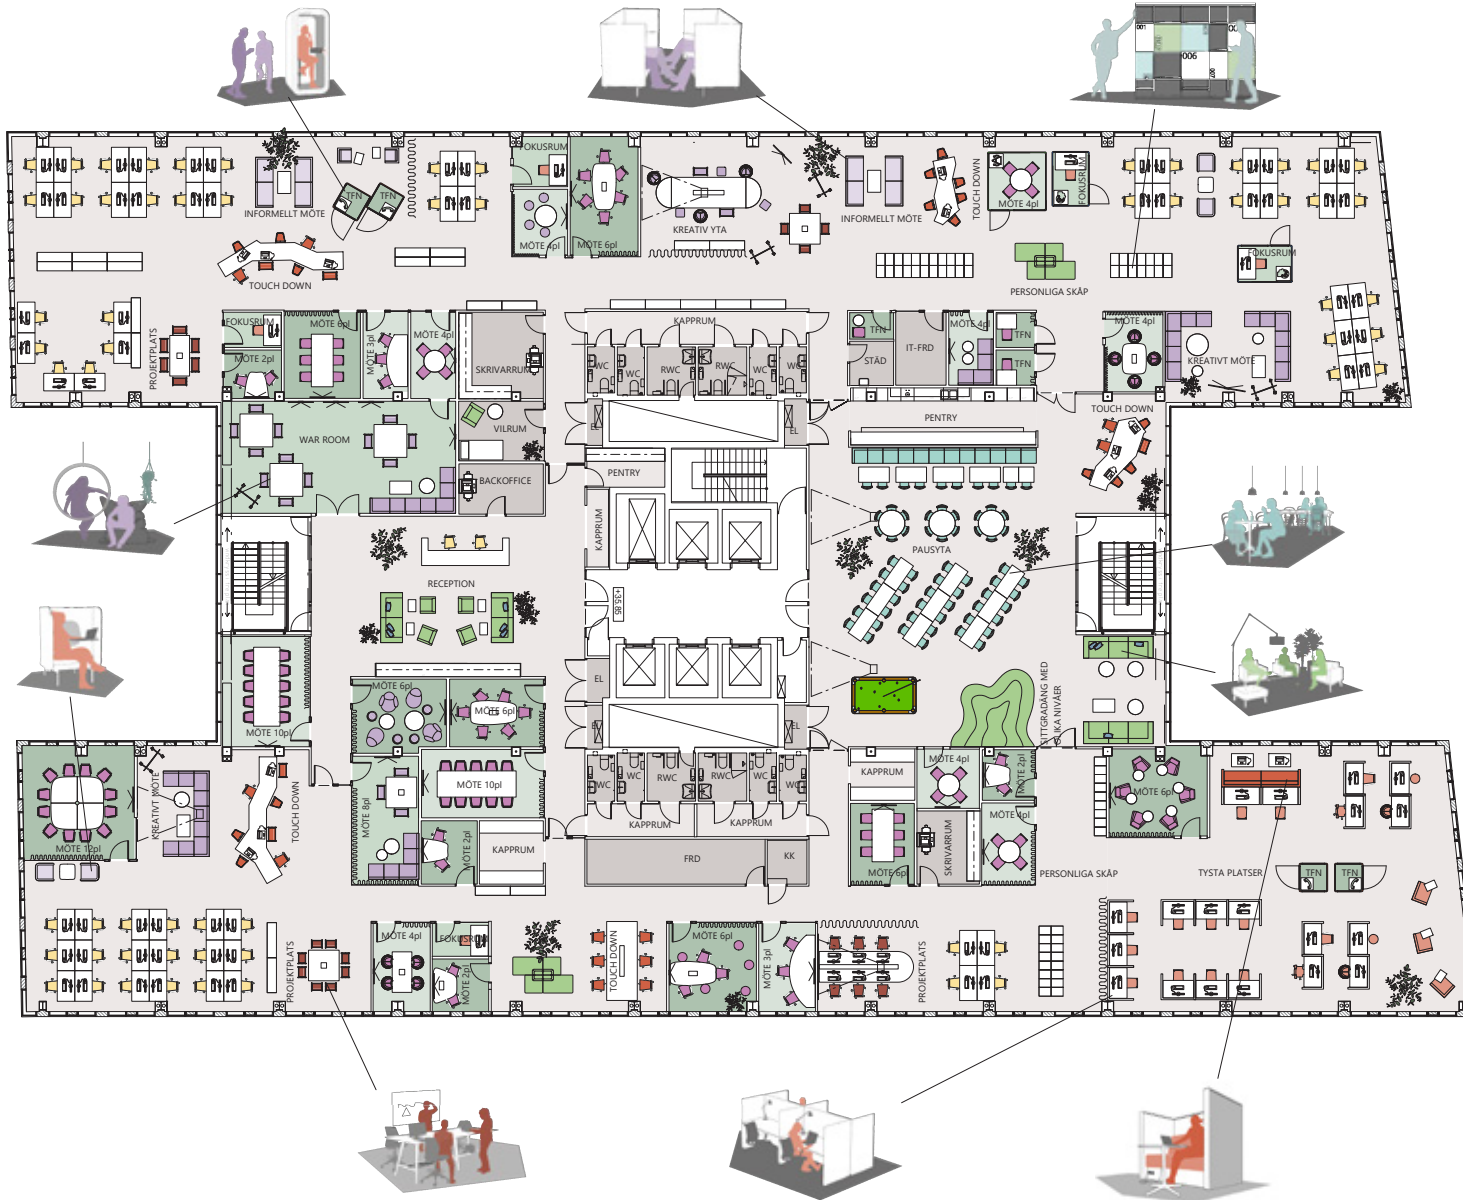 001
006
007
FOKUSRUM
TFN
TFN
INFORMELLT MÖTE
MÖTE 4pl
MÖTE 6pl
KREATIV YTA
INFORMELLT MÖTE
TOUCH DOWN
MÖTE 4pl
FOKUSRUM
FOKUSRUM
TOUCH DOWN
PERSONLIGA SKÅP
PROJEKTPLATS
FOKUSRUM
MÖTE 6pl
MÖTE 3pl
MÖTE 4pl
MÖTE 2pl
SKRIVARRUM
KAPPRUM
WC
WC
RWC
RWC
WC
WC
TFN
STÄD
IT-FRD
MÖTE 4pl
TFN
TFN
MÖTE 4pl
KREATIVT MÖTE
WAR ROOM
VILRUM
EL
EL
PENTRY
TOUCH DOWN
BACKOFFICE
PENTRY
KAPPRUM
PAUSYTA
RECEPTION
+35.85
MÖTE 10pl
MÖTE 6pl
MÖTE 6pl
EL
EL
EL
SITTGRADÄNG MED
OLIKA NIVÅER
KREATIVT MÖTE
MÖTE 12pl
TOUCH DOWN
MÖTE 8pl
MÖTE 10pl
MÖTE 2pl
KAPPRUM
WC
WC
RWC
RWC
WC
WC
KAPPRUM
KAPPRUM
FRD
KK
KAPPRUM
MÖTE 4pl
MÖTE 2pl
MÖTE 6pl
SKRIVARRUM
MÖTE 4pl
MÖTE 6pl
PERSONLIGA SKÅP
TYSTA PLATSER
TFN
TFN
PROJEKTPLATS
MÖTE 4pl
FOKUSRUM
MÖTE 2pl
TOUCH DOWN
MÖTE 6pl
MÖTE 3pl
PROJEKTPLATS